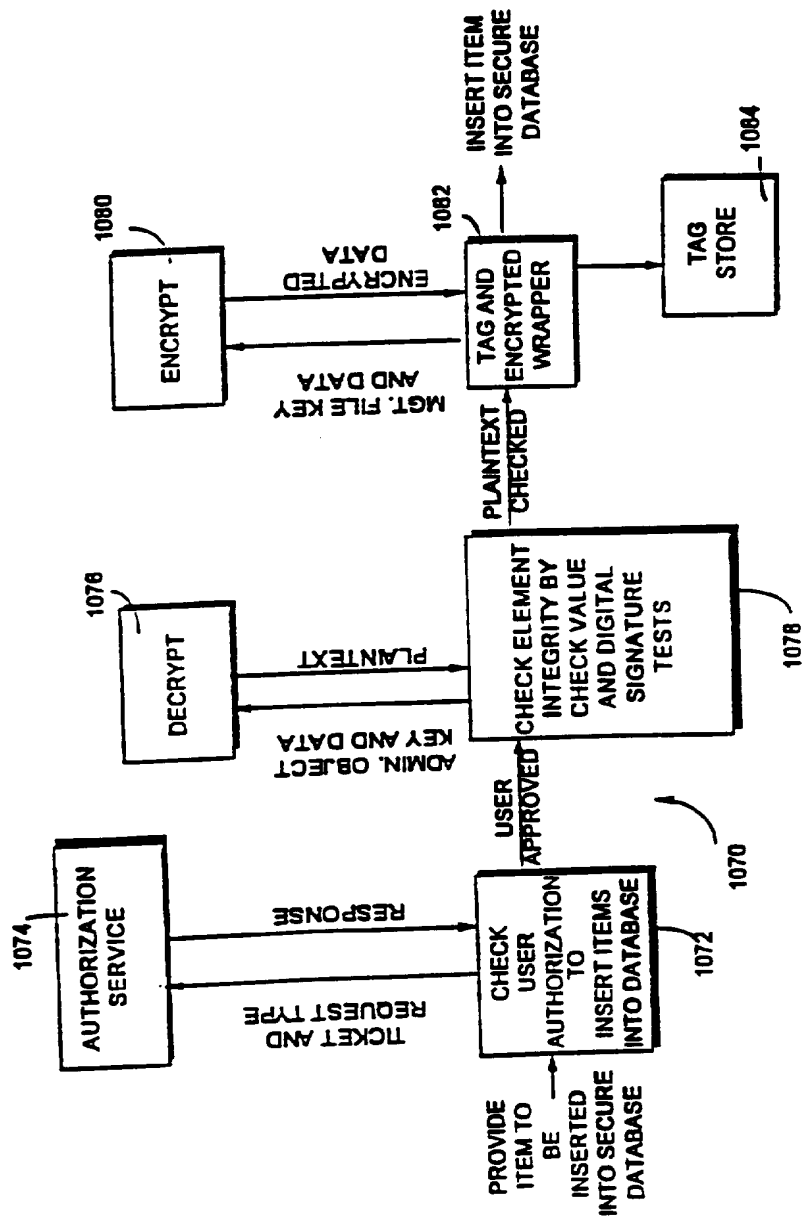 1074
AUTHORIZATION
SERVICE
TICKET AND
REQUEST TYPE
RESPONSE
PROVIDE
ITEM TO
BE
INSERTED
INTO SECURE
DATABASE
CHECK
USER
AUTHORIZATION
TO
INSERT ITEMS
INTO DATABASE
1072
USER
APPROVED
1070
1076
DECRYPT
ADMIN. OBJECT
KEY AND DATA
PLAINTEXT
CHECK ELEMENT
INTEGRITY BY
CHECK VALUE
AND DIGITAL
SIGNATURE
TESTS
1078
PLAINTEXT
CHECKED
1080
ENCRYPT
MGT. FILE KEY
AND DATA
ENCRYPTED
DATA
1082
TAG AND
ENCRYPTED
WRAPPER
INSERT ITEM
INTO SECURE
DATABASE
TAG
STORE
1084